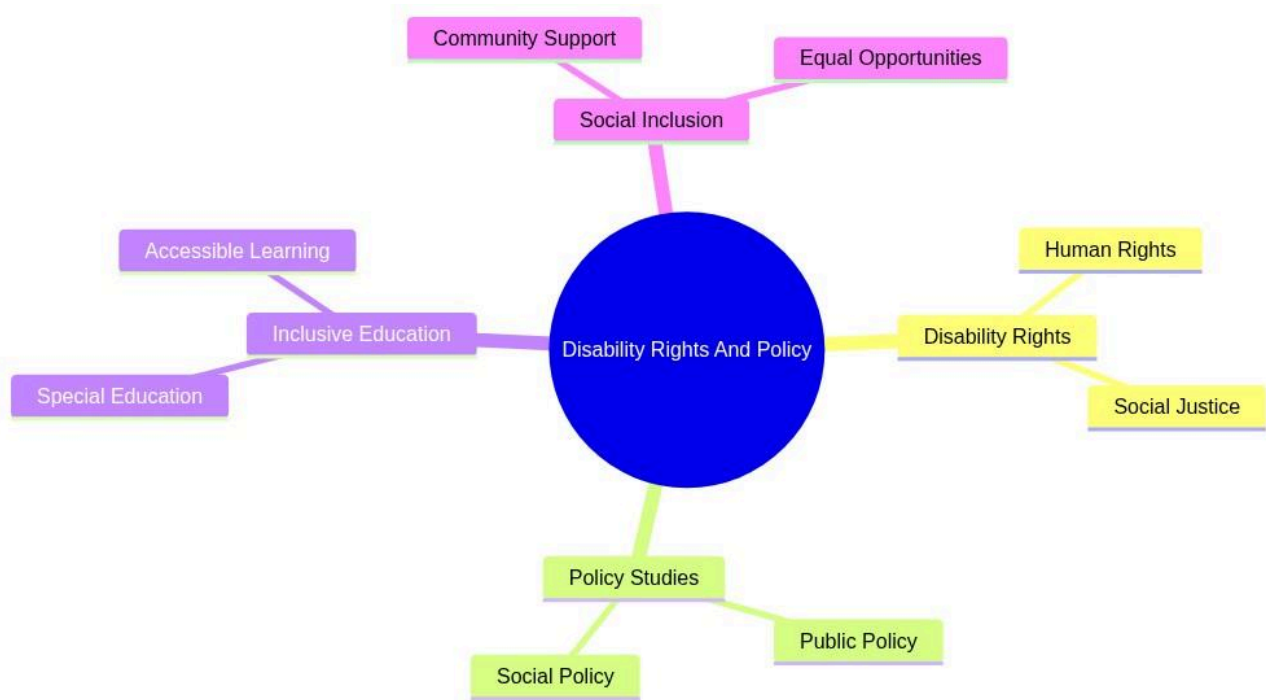 Community Support
Equal Opportunities
Social Inclusion
Accessible Learning
Human Rights
Inclusive Education
Disability Rights And Policy
Disability Rights
Special Education
Social Justice
Policy Studies
Public Policy
Social Policy